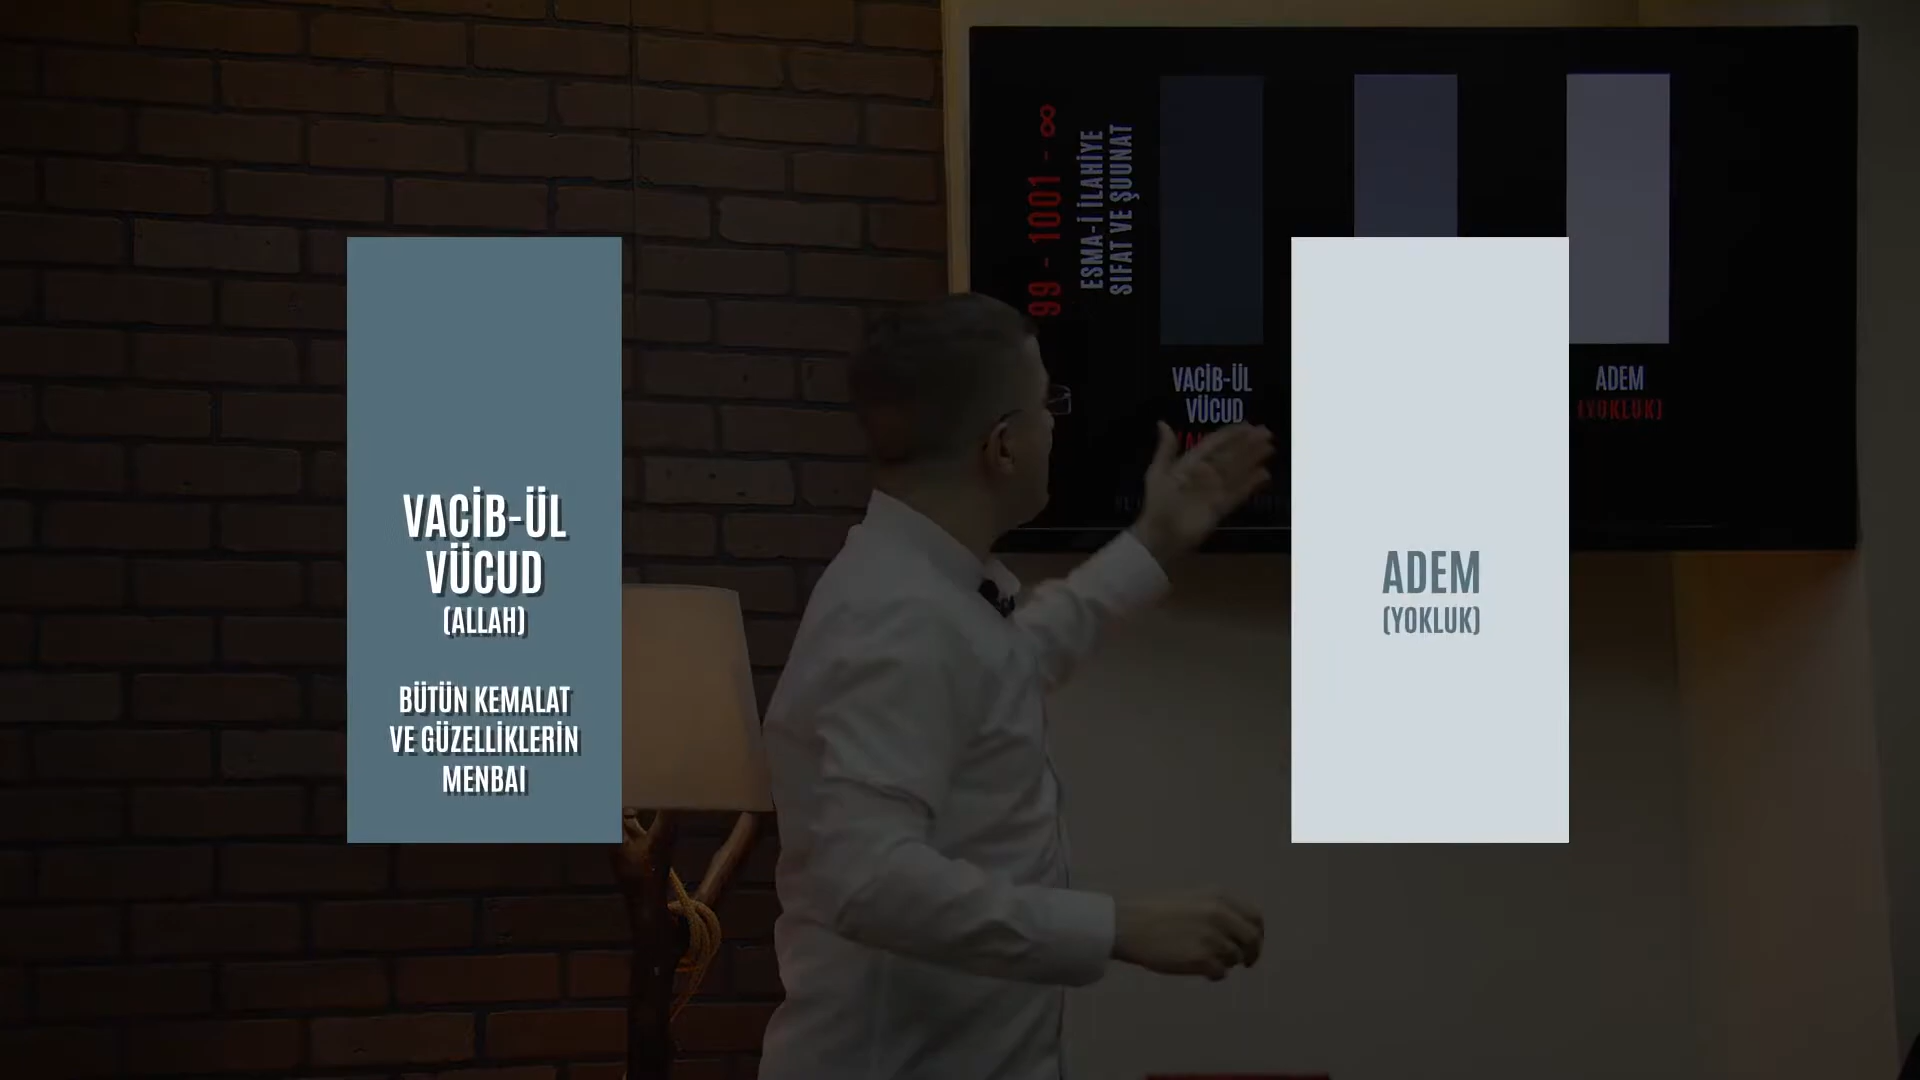 99 - 1001 - ∞
ESMA-İ İLAHİYE
SIFAT VE ŞUUNAT
VACİB-ÜL
VÜCUD
ADEM
(YOKLUK)
VACİB-ÜL
VÜCUD
(ALLAH)
BÜTÜN KEMALAT
VE GÜZELLİKLERİN
MENBAI
ADEM
(YOKLUK)